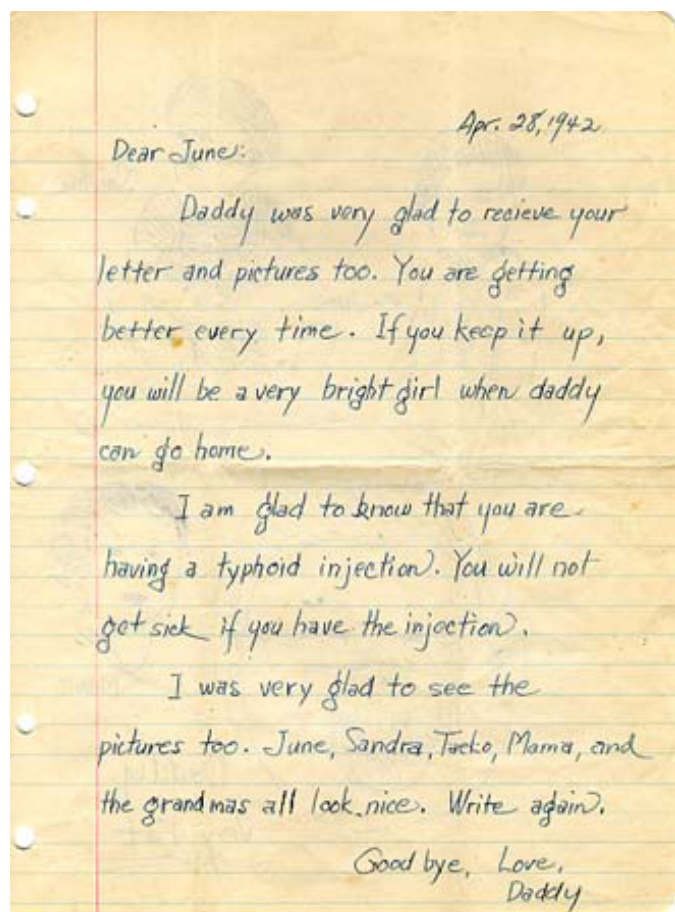 Apr. 28, 1942
Dear June:
Daddy was very glad to recieve your
letter and pictures too. You are getting
better every time. If you keep it up,
you will be a very bright girl when daddy
can go home.
I am glad to know that you are
having a typhoid injection. You will not
get sick if you have the injection.
I was very glad to see the
pictures too. June, Sandra, Taeko, Mama, and
the grandmas all look nice. Write again.
Good bye, Love,
Daddy